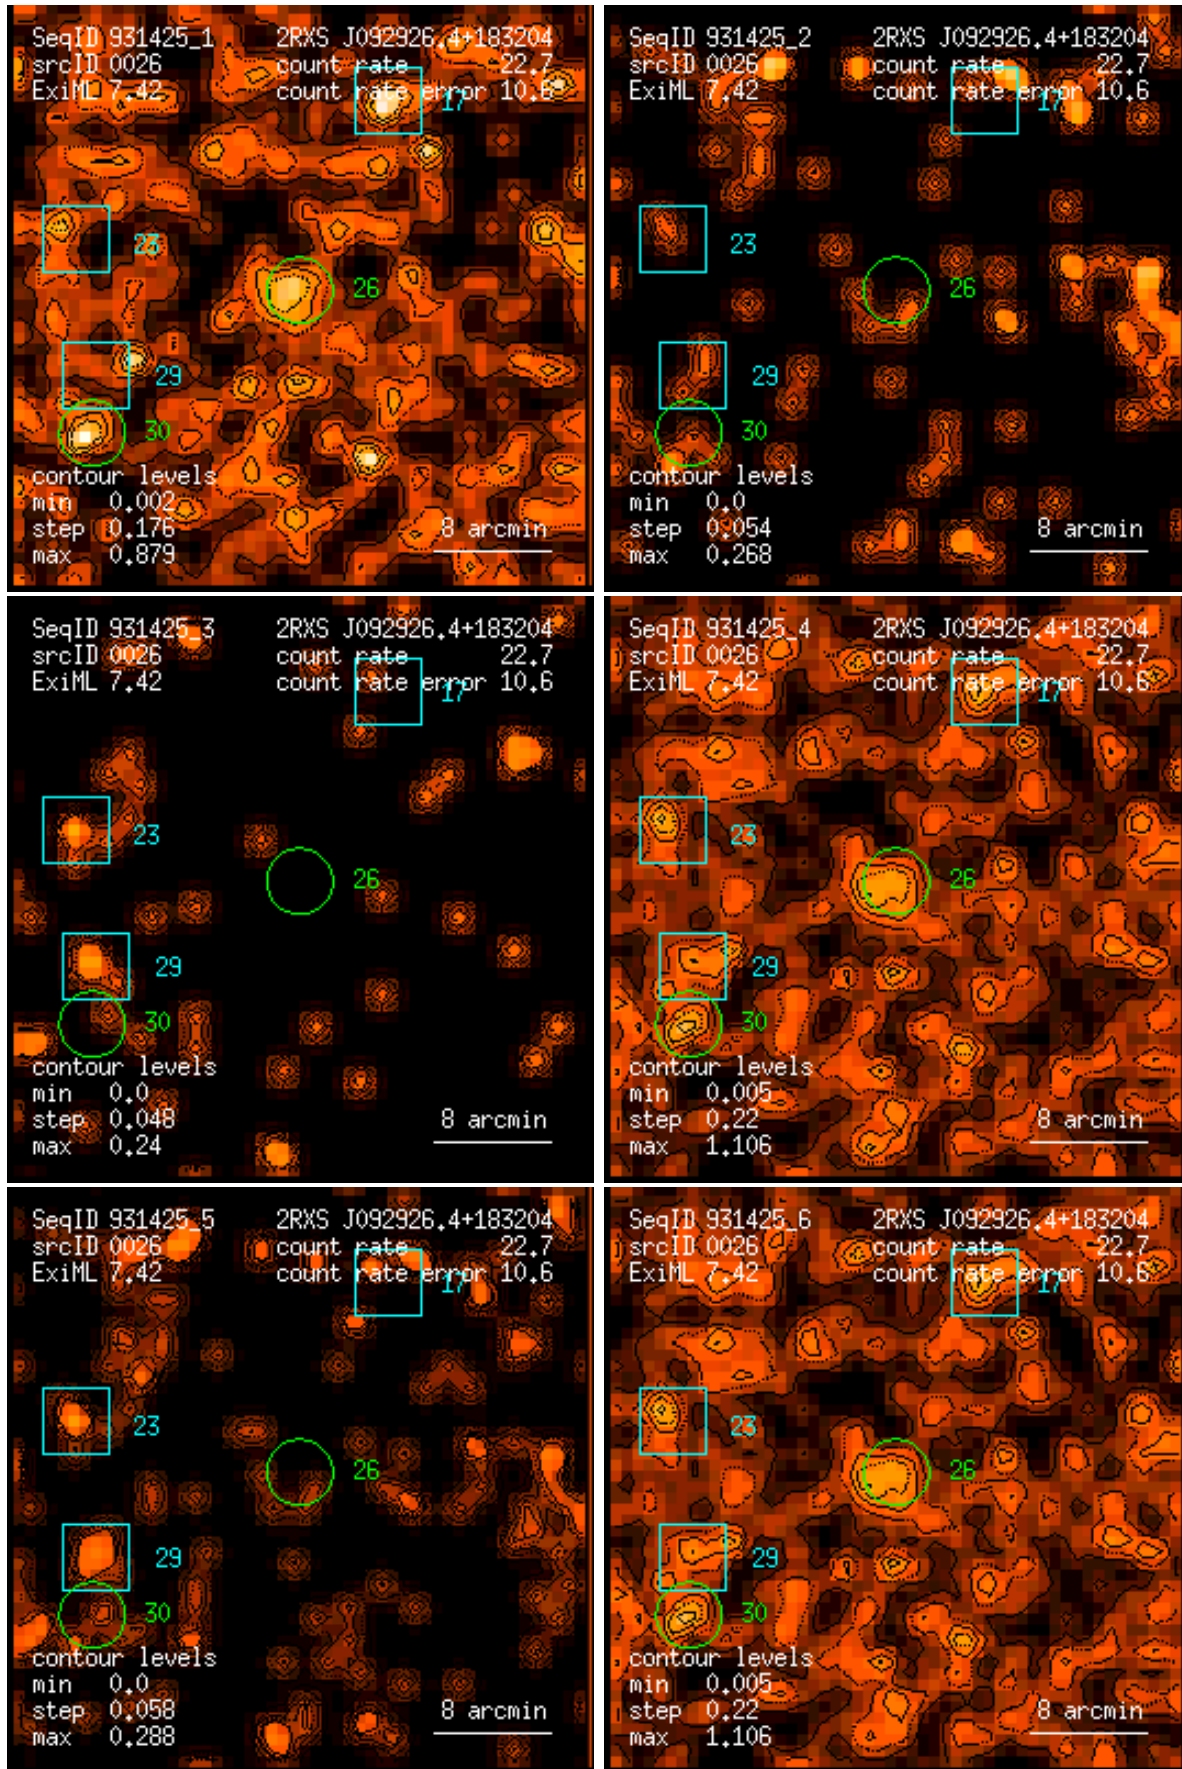 SeqID 931425_1 2RXS J092926.4+183204
srcID 0026 count rate 22.7
ExiML 7.42 count rate error 10.6
17
23
26
29
30
contour levels
min 0.002
step 0.176
max 0.879
8 arcmin
SeqID 931425_2 2RXS J092926.4+183204
srcID 0026 count rate 22.7
ExiML 7.42 count rate error 10.6
17
23
26
29
30
contour levels
min 0.0
step 0.054
max 0.268
8 arcmin
SeqID 931425_3 2RXS J092926.4+183204
srcID 0026 count rate 22.7
ExiML 7.42 count rate error 10.6
17
23
26
29
30
contour levels
min 0.0
step 0.048
max 0.24
8 arcmin
SeqID 931425_4 2RXS J092926.4+183204
srcID 0026 count rate 22.7
ExiML 7.42 count rate error 10.6
17
23
26
29
30
contour levels
min 0.005
step 0.22
max 1.106
8 arcmin
SeqID 931425_5 2RXS J092926.4+183204
srcID 0026 count rate 22.7
ExiML 7.42 count rate error 10.6
17
23
26
29
30
contour levels
min 0.0
step 0.058
max 0.288
8 arcmin
SeqID 931425_6 2RXS J092926.4+183204
srcID 0026 count rate 22.7
ExiML 7.42 count rate error 10.6
17
23
26
29
30
contour levels
min 0.005
step 0.22
max 1.106
8 arcmin